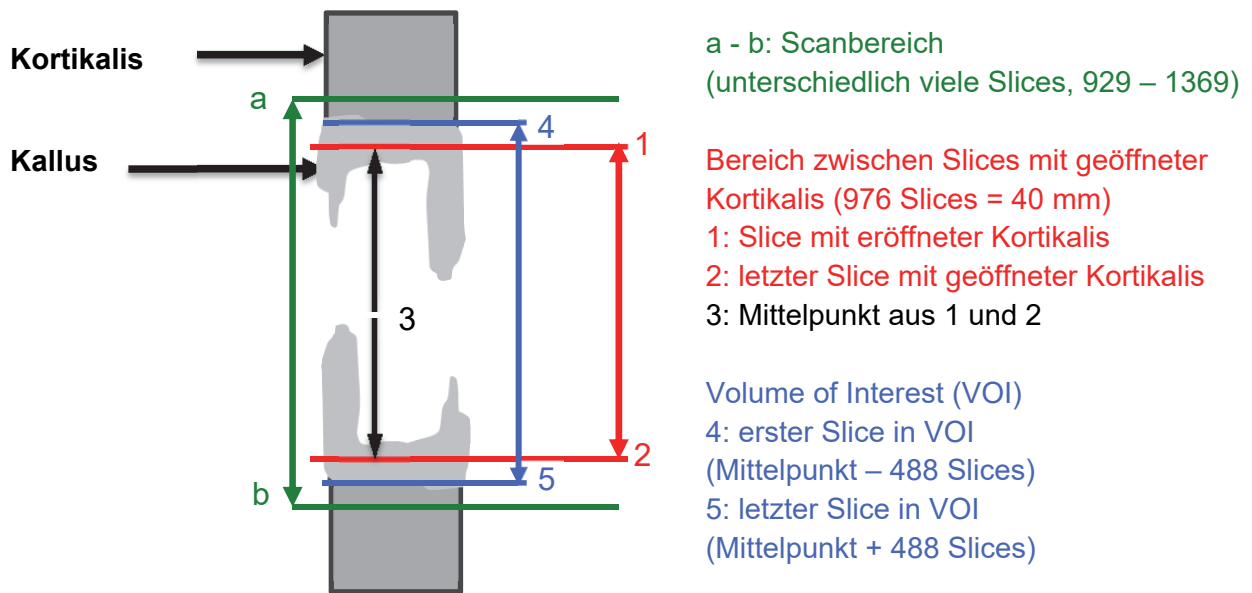 Kortikalis
Kallus
a
b
4
1
3
2
5
a - b: Scanbereich
(unterschiedlich viele Slices, 929 – 1369)
Bereich zwischen Slices mit geöffneter
Kortikalis (976 Slices = 40 mm)
1: Slice mit eröffneter Kortikalis
2: letzter Slice mit geöffneter Kortikalis
3: Mittelpunkt aus 1 und 2
Volume of Interest (VOI)
4: erster Slice in VOI
(Mittelpunkt – 488 Slices)
5: letzter Slice in VOI
(Mittelpunkt + 488 Slices)